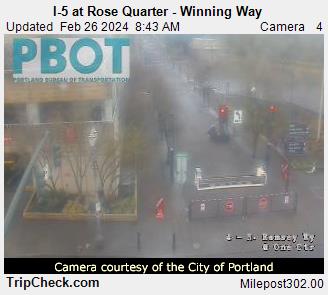 I-5 at Rose Quarter - Winning Way
Updated Feb 26 2024 8:43 AM Camera 4
PBOT
PORTLAND BUREAU OF TRANSPORTATION
Camera courtesy of the City of Portland
TripCheck.com Milepost302.00